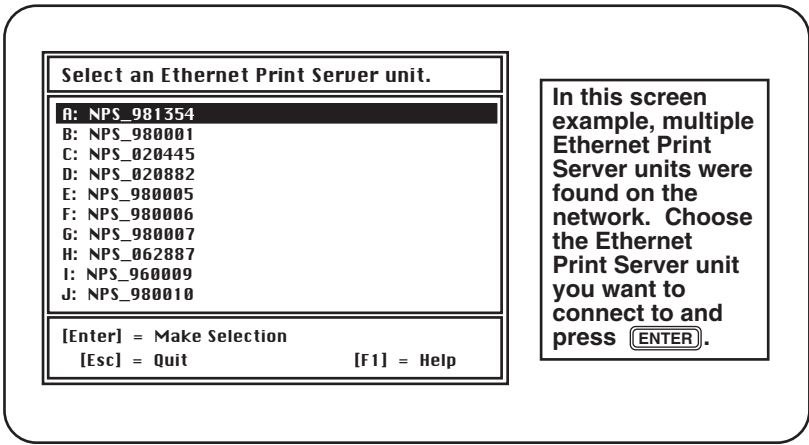 Select an Ethernet Print Server unit.
A: NPS_981354
B: NPS_980001
C: NPS_020445
D: NPS_020882
E: NPS_980005
F: NPS_980006
G: NPS_980007
H: NPS_062887
I: NPS_960009
J: NPS_980010
[Enter] = Make Selection
[Esc] = Quit [F1] = Help
In this screen
example, multiple
Ethernet Print
Server units were
found on the
network. Choose
the Ethernet
Print Server unit
you want to
connect to and
press ENTER.